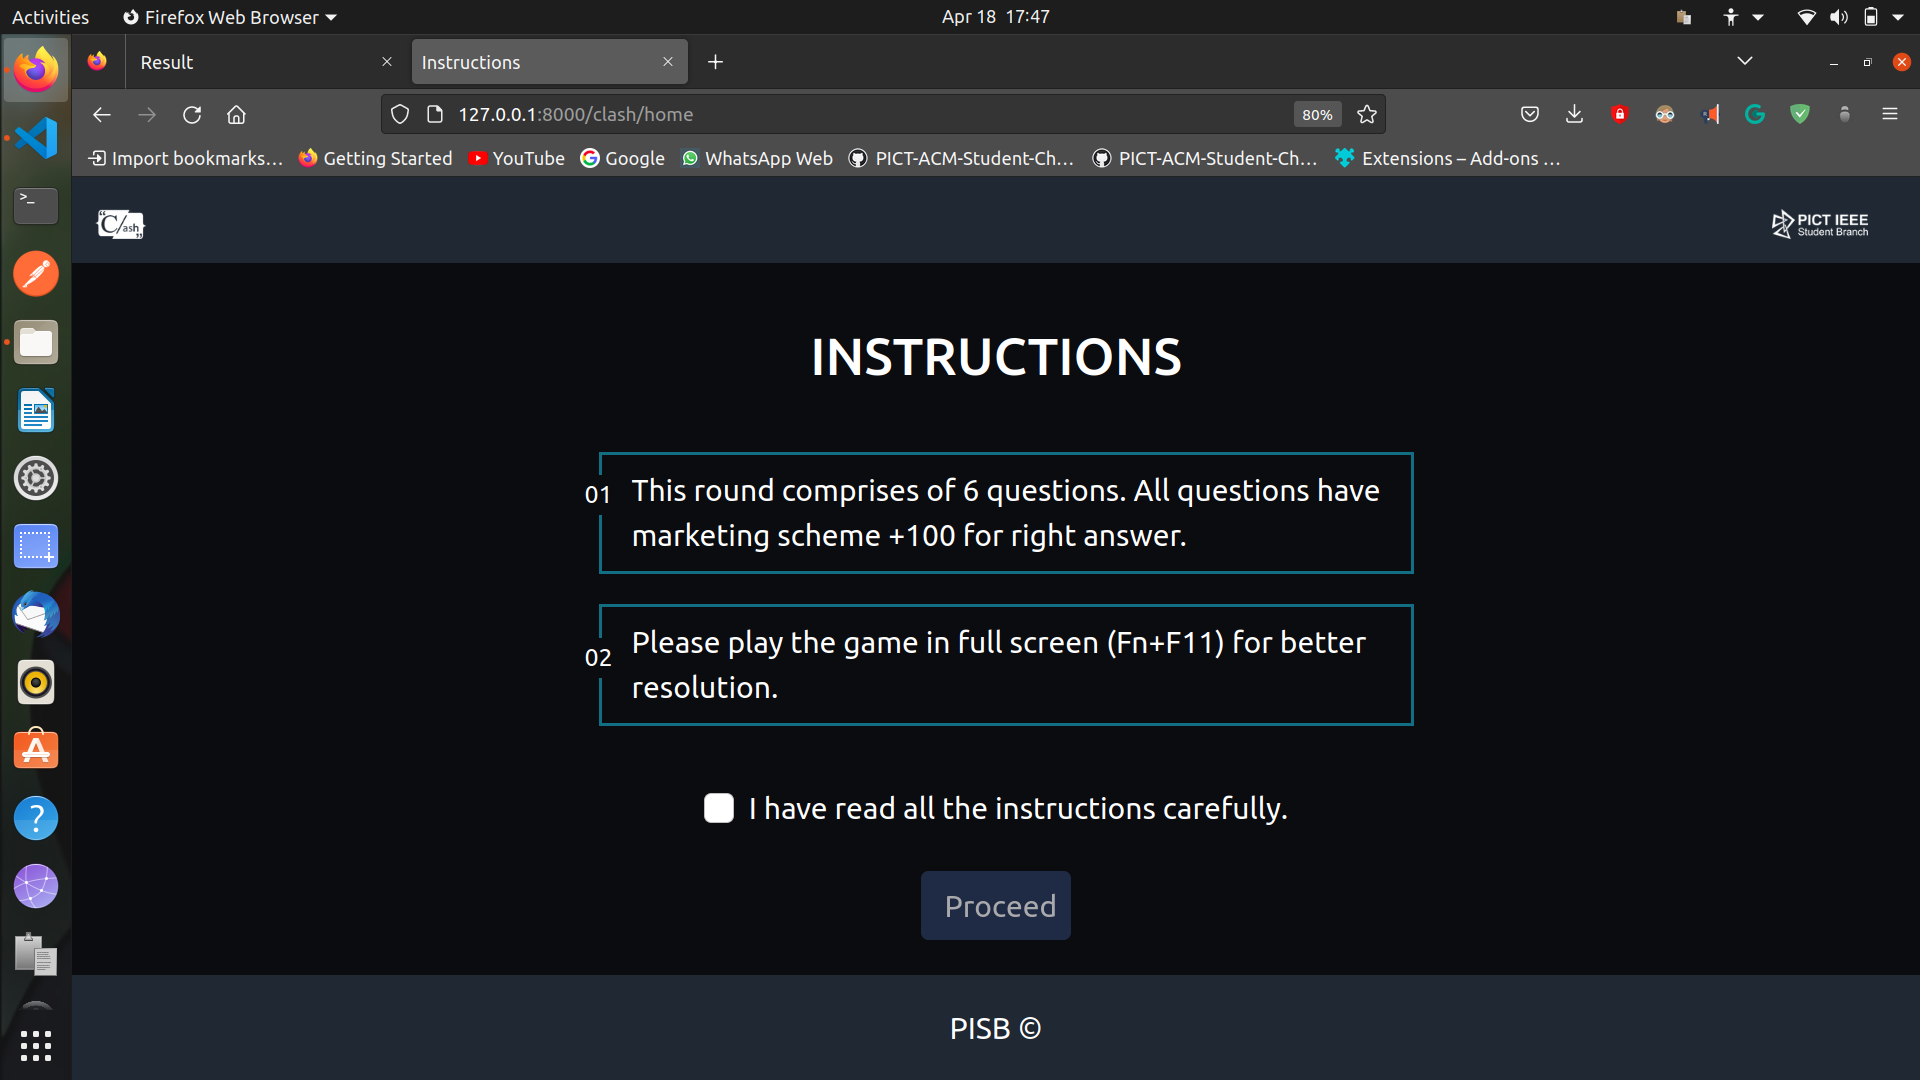 Activities
Firefox Web Browser
Apr 18 17:47
Result
Instructions
127.0.0.1:8000/clash/home
80%
Import bookmarks…
Getting Started
YouTube
Google
WhatsApp Web
PICT-ACM-Student-Ch…
PICT-ACM-Student-Ch…
Extensions – Add-ons …
"C/ash"
PICT IEEE
Student Branch
INSTRUCTIONS
01
This round comprises of 6 questions. All questions have
marketing scheme +100 for right answer.
02
Please play the game in full screen (Fn+F11) for better
resolution.
I have read all the instructions carefully.
Proceed
PISB ©